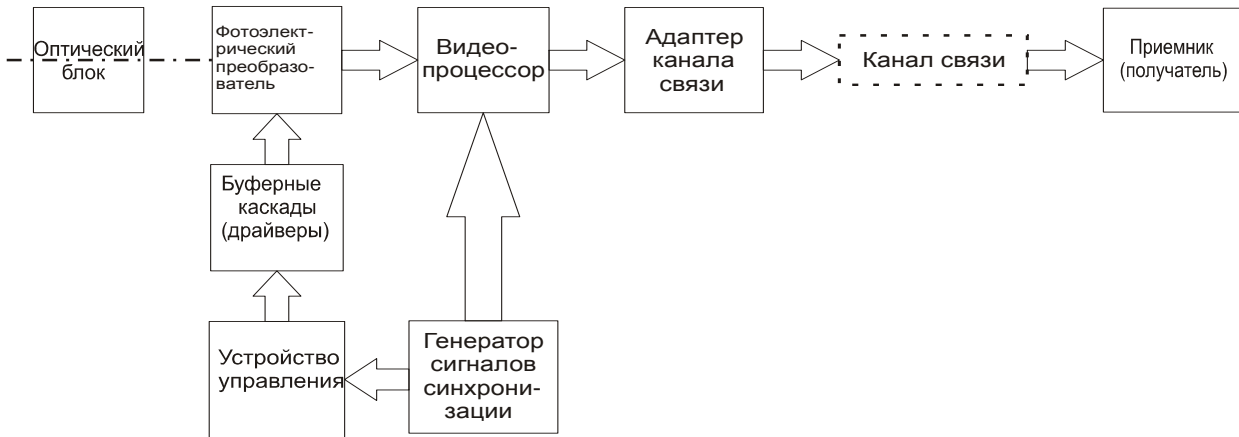 Оптический
блок
Фотоэлект-
рический
преобразо-
ватель
Видео-
процессор
Адаптер
канала
связи
Канал связи
Приемник
(получатель)
Буферные
каскады
(драйверы)
Устройство
управления
Генератор
сигналов
синхрони-
зации